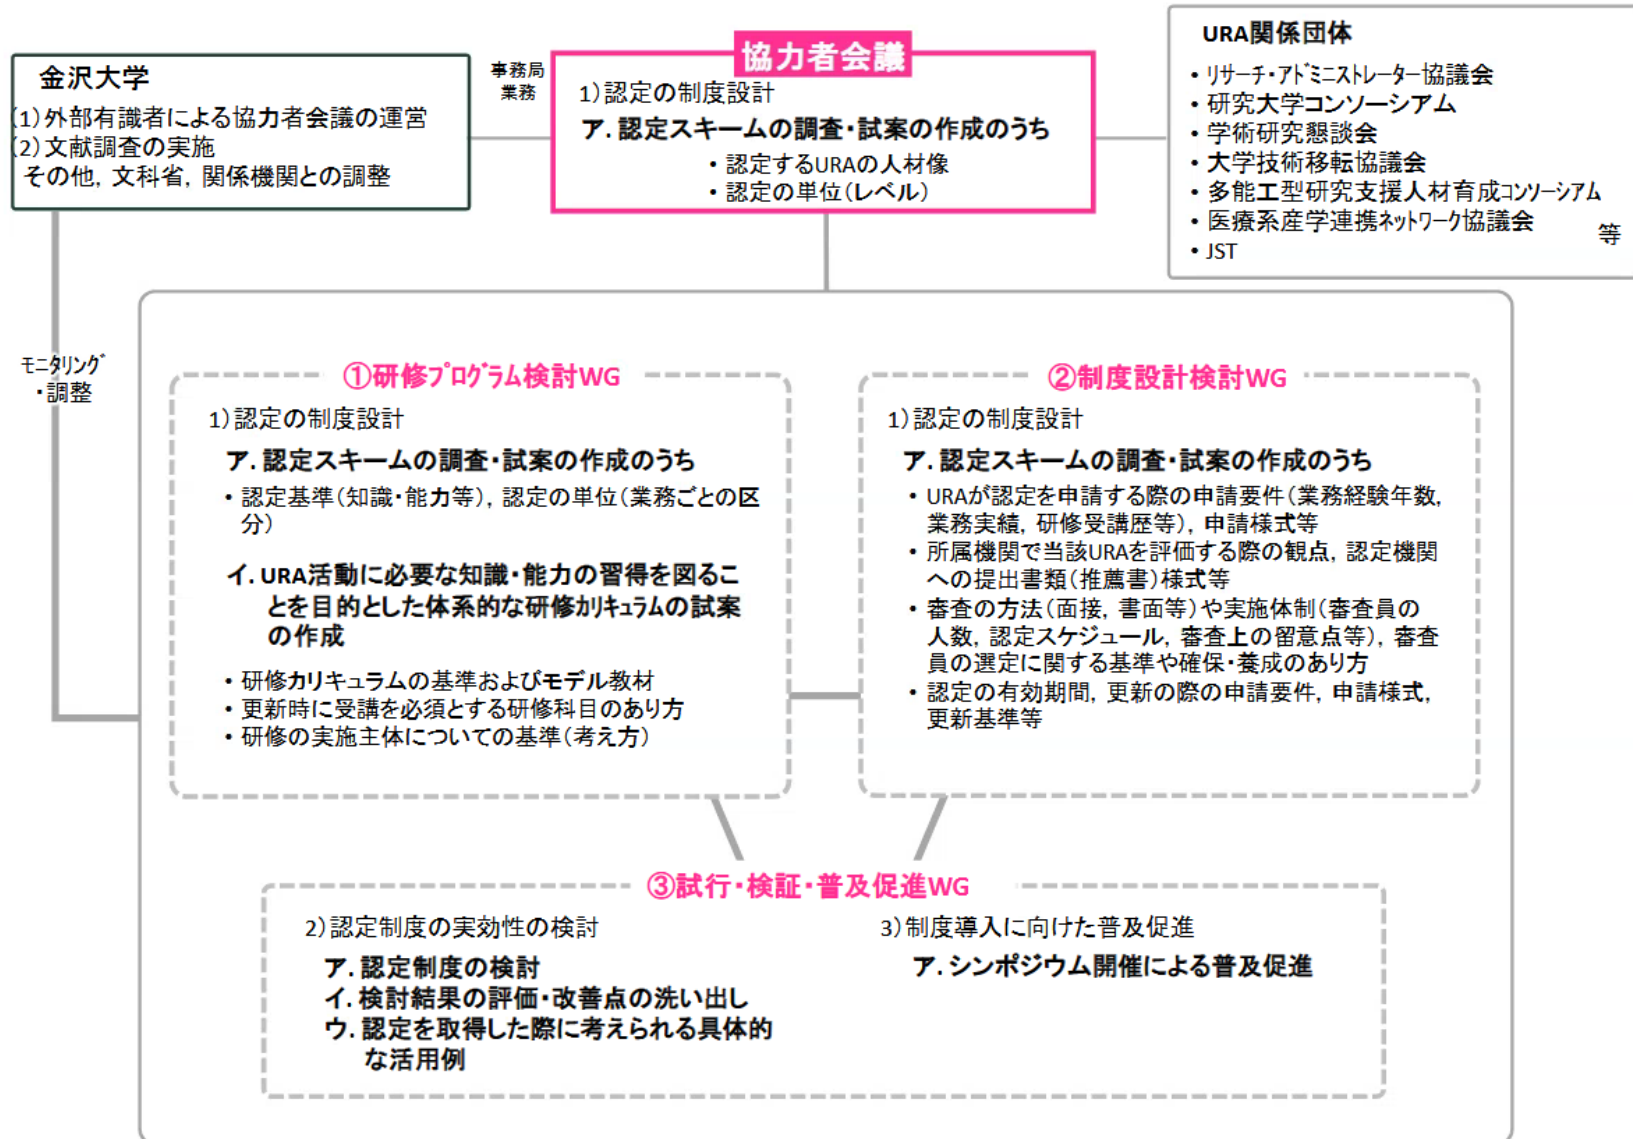 金沢大学
(1)外部有識者による協力者会議の運営
(2)文献調査の実施
その他,文科省,関係機関との調整
事務局
業務
協力者会議
1)認定の制度設計
ア.認定スキームの調査・試案の作成のうち
・認定するURAの人材像
・認定の単位(レベル)
URA関係団体
・リサーチ・アドミニストレーター協議会
・研究大学コンソーシアム
・学術研究懇談会
・大学技術移転協議会
・多能工型研究支援人材育成コンソーシアム
・医療系産学連携ネットワーク協議会
・JST
等
モニタリング
・調整
①研修プログラム検討WG
1)認定の制度設計
ア.認定スキームの調査・試案の作成のうち
・認定基準(知識・能力等),認定の単位(業務ごとの区
分)
イ.URA活動に必要な知識・能力の習得を図るこ
とを目的とした体系的な研修カリキュラムの試案
の作成
・研修カリキュラムの基準およびモデル教材
・更新時に受講を必須とする研修科目のあり方
・研修の実施主体についての基準(考え方)
②制度設計検討WG
1)認定の制度設計
ア.認定スキームの調査・試案の作成のうち
・URAが認定を申請する際の申請要件(業務経験年数,
業務実績,研修受講歴等),申請様式等
・所属機関で当該URAを評価する際の観点,認定機関
への提出書類(推薦書)様式等
・審査の方法(面接,書面等)や実施体制(審査員の
人数,認定スケジュール,審査上の留意点等),審査
員の選定に関する基準や確保・養成のあり方
・認定の有効期間,更新の際の申請要件,申請様式,
更新基準等
③試行・検証・普及促進WG
2)認定制度の実効性の検討
ア.認定制度の検討
イ.検討結果の評価・改善点の洗い出し
ウ.認定を取得した際に考えられる具体的
な活用例
3)制度導入に向けた普及促進
ア.シンポジウム開催による普及促進